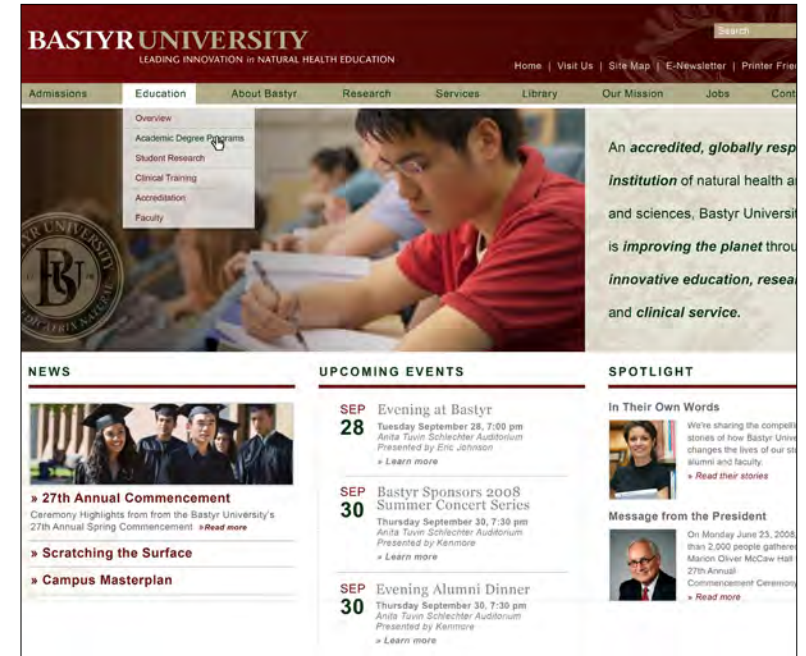 BASTYR UNIVERSITY
LEADING INNOVATION in NATURAL HEALTH EDUCATION
Search
Home | Visit Us | Site Map | E-Newsletter | Printer Frie
Admissions Education About Bastyr Research Services Library Our Mission Jobs Cont
Overview
Academic Degree Programs
Student Research
Clinical Training
Accreditation
Faculty
An accredited, globally resp
institution of natural health a
and sciences, Bastyr Universit
is improving the planet throu
innovative education, resea
and clinical service.
NEWS
» 27th Annual Commencement
Ceremony Highlights from from the Bastyr University's
27th Annual Spring Commencement »Read more
» Scratching the Surface
» Campus Masterplan
UPCOMING EVENTS
SEP
28
Evening at Bastyr
Tuesday September 28, 7:00 pm
Anita Tuvin Schlechter Auditorium
Presented by Eric Johnson
» Learn more
SEP
30
Bastyr Sponsors 2008
Summer Concert Series
Thursday September 30, 7:30 pm
Anita Tuvin Schlechter Auditorium
Presented by Kenmore
» Learn more
SEP
30
Evening Alumni Dinner
Thursday September 30, 7:30 pm
Anita Tuvin Schlechter Auditorium
Presented by Kenmore
» Learn more
SPOTLIGHT
In Their Own Words
We're sharing the compelli
stories of how Bastyr Unive
changes the lives of our stu
alumni and faculty.
» Read their stories
Message from the President
On Monday June 23, 2008,
than 2,000 people gathere
Marion Oliver McCaw Hall
27th Annual
Commencement Ceremony
» Read more